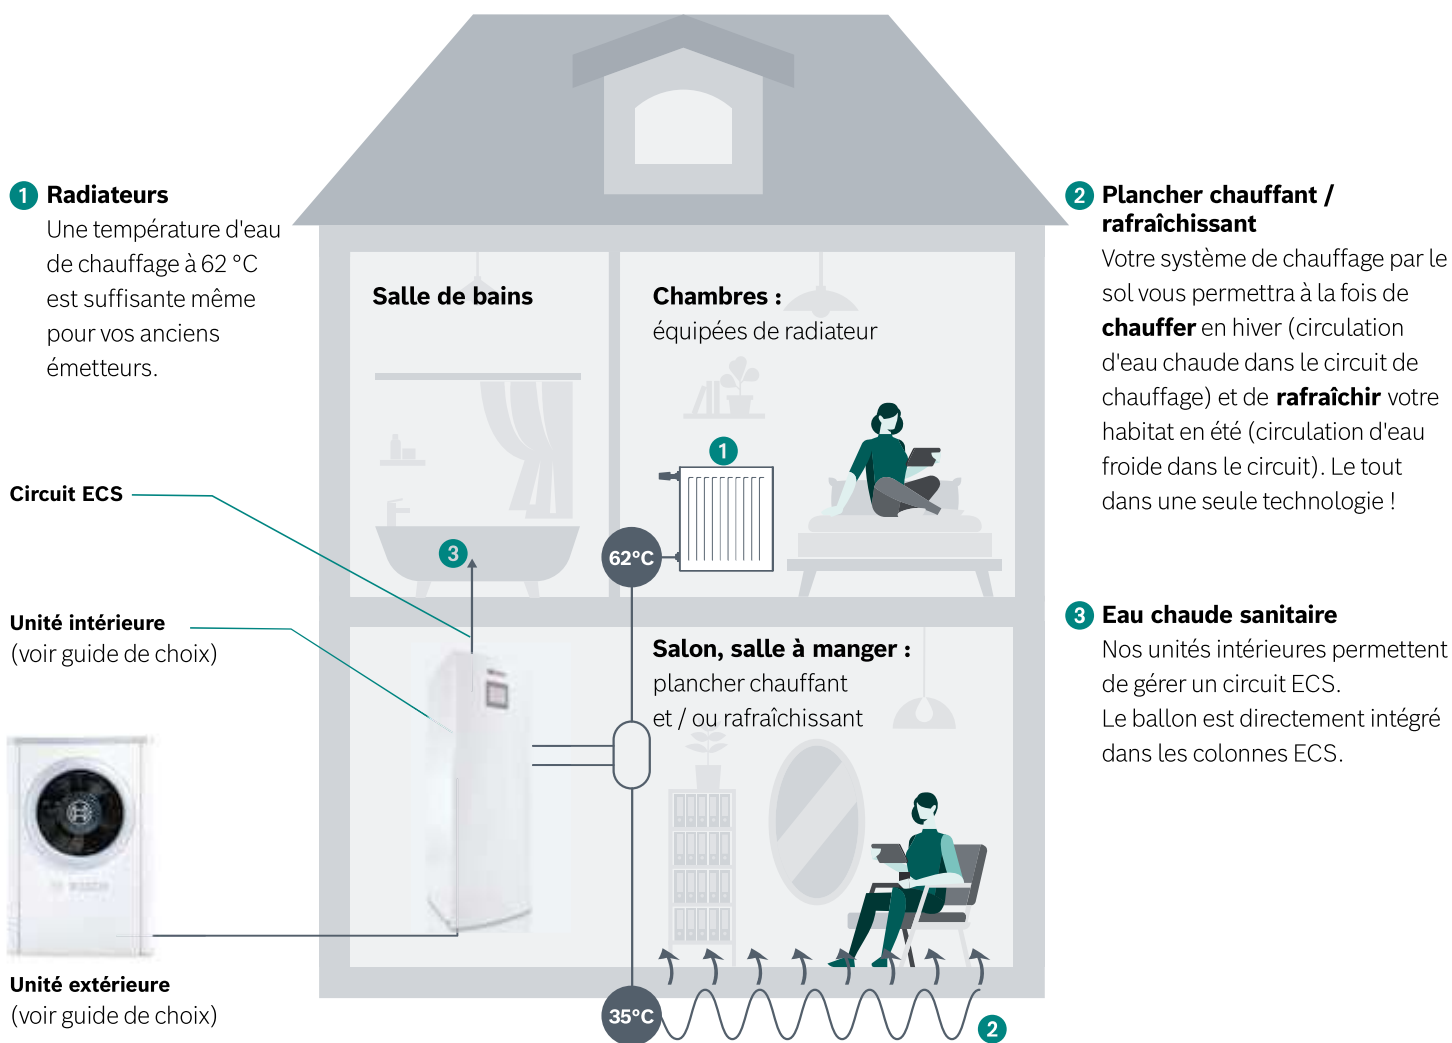 1 Radiateurs
Une température d'eau
de chauffage à 62 °C
est suffisante même
pour vos anciens
émetteurs.
Circuit ECS
Unité intérieure
(voir guide de choix)
Unité extérieure
(voir guide de choix)
Salle de bains
3
Chambres :
équipées de radiateur
1
62°C
Salon, salle à manger :
plancher chauffant
et / ou rafraîchissant
35°C
2
2 Plancher chauffant /
rafraîchissant
Votre système de chauffage par le
sol vous permettra à la fois de
chauffer en hiver (circulation
d'eau chaude dans le circuit de
chauffage) et de rafraîchir votre
habitat en été (circulation d'eau
froide dans le circuit). Le tout
dans une seule technologie !
3 Eau chaude sanitaire
Nos unités intérieures permettent
de gérer un circuit ECS.
Le ballon est directement intégré
dans les colonnes ECS.